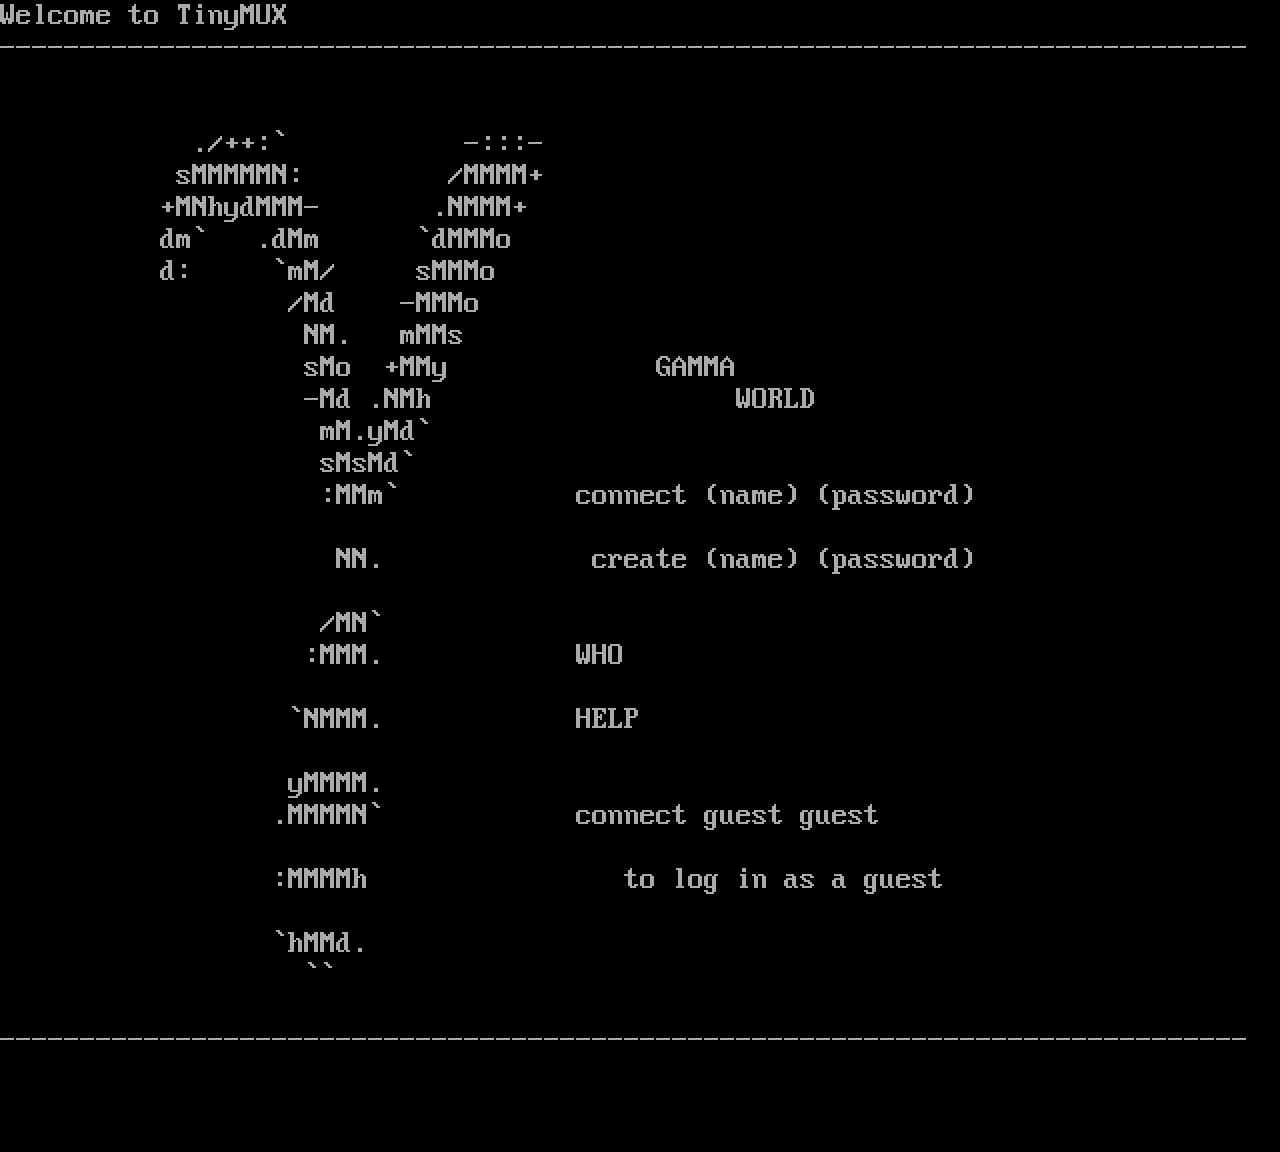 Welcome to TinyMUX
------------------------------------------------------------------------------
./++:` -:::-
sMMMMMN: /MMMM+
+MNhydMMM- .NMMM+
dm` .dMm `dMMMo
d: `mM/ sMMMo
/Md -MMMo
NM. mMMs
sMo +MMy GAMMA
-Md .NMh WORLD
mM.yMd`
sMsMd`
:MMm` connect (name) (password)
NN. create (name) (password)
/MN`
:MMM. WHO
`NMMM. HELP
yMMMM.
.MMMMN` connect guest guest
:MMMMh to log in as a guest
`hMMd.
``
------------------------------------------------------------------------------